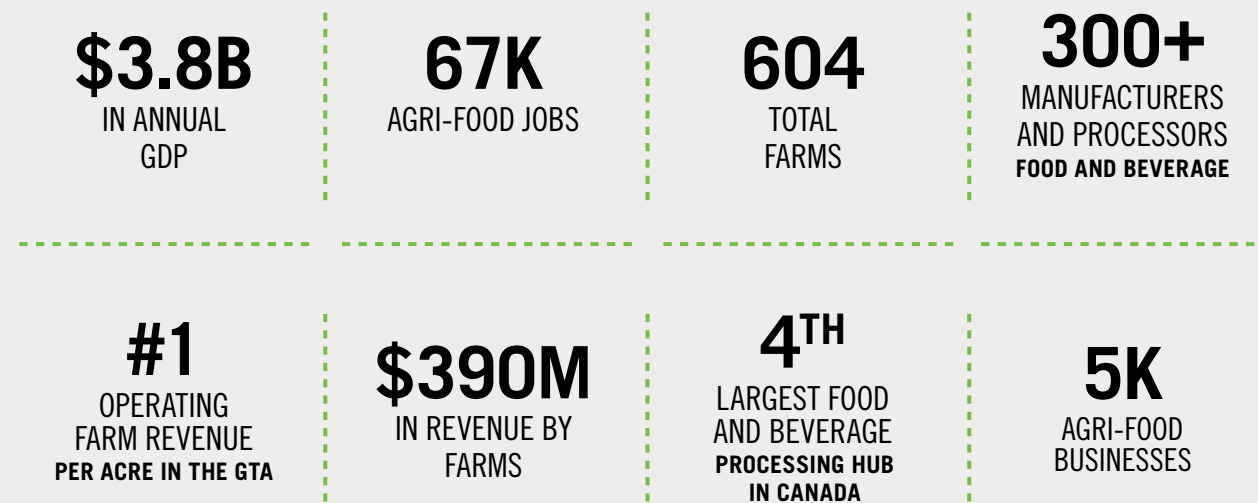 $3.8B
IN ANNUAL
GDP
67K
AGRI-FOOD JOBS
604
TOTAL
FARMS
300+
MANUFACTURERS
AND PROCESSORS
FOOD AND BEVERAGE
#1
OPERATING
FARM REVENUE
PER ACRE IN THE GTA
$390M
IN REVENUE BY
FARMS
4TH
LARGEST FOOD
AND BEVERAGE
PROCESSING HUB
IN CANADA
5K
AGRI-FOOD
BUSINESSES